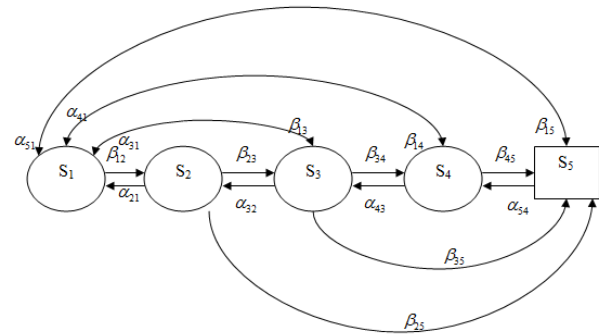 α₅₁ α₄₁ α₃₁ β₁₃ β₁₄ β₁₅
S₁ β₁₂ S₂ β₂₃ S₃ β₃₄ S₄ β₄₅ S₅
α₂₁ α₃₂ α₄₃ α₅₄
β₃₅
β₂₅